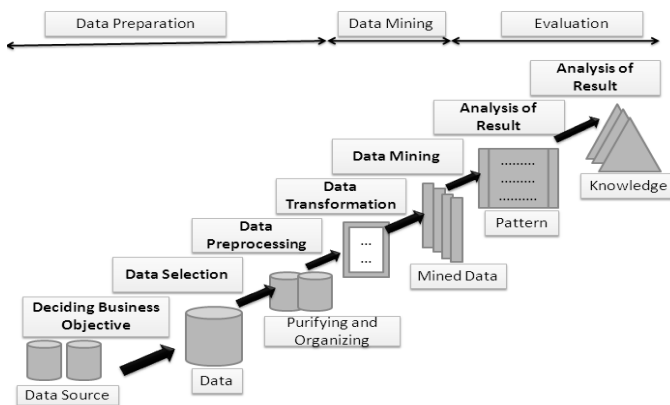 Data Preparation
Data Mining
Evaluation
Analysis of
Result
Analysis of
Result
Data Mining
Knowledge
Data
Transformation
Pattern
Data
Preprocessing
...
...
Mined Data
Data Selection
Deciding Business
Objective
Purifying and
Organizing
Data
Data Source